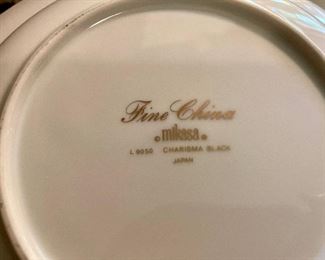 Fine China
mikasa
L 9050 CHARISMA BLACK
JAPAN